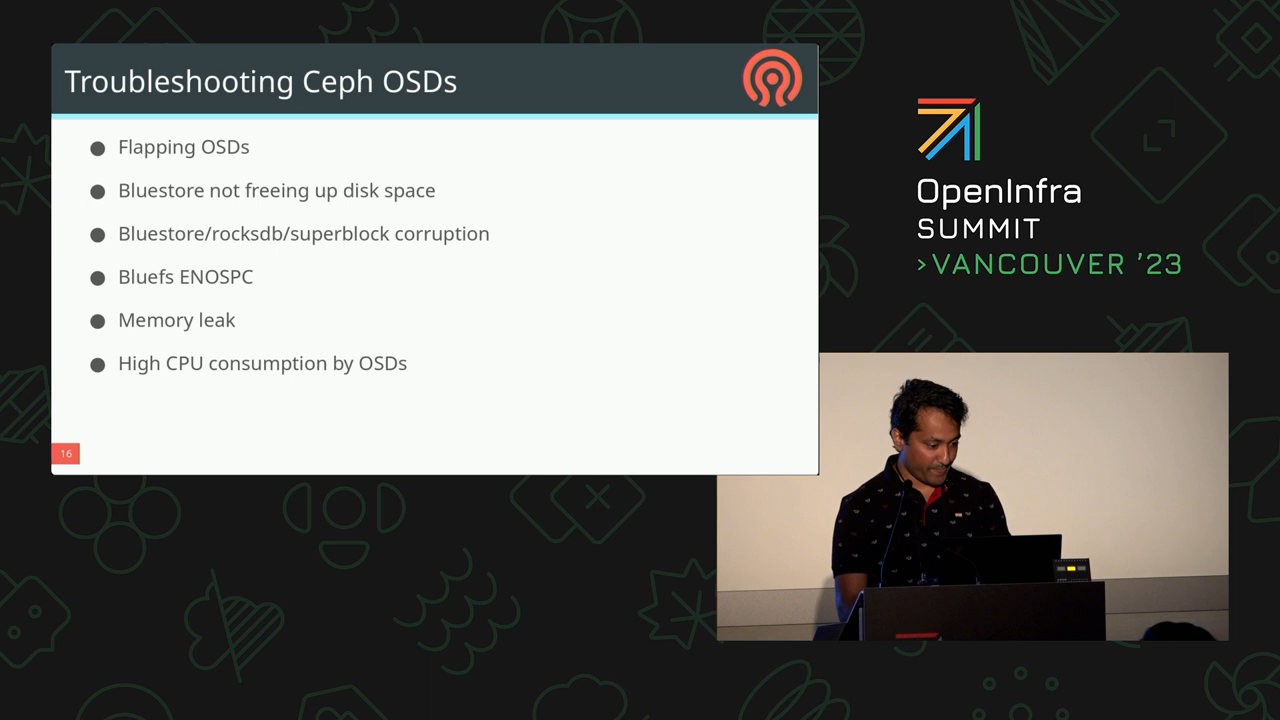 Troubleshooting Ceph OSDs
Flapping OSDs
Bluestore not freeing up disk space
Bluestore/rocksdb/superblock corruption
Bluefs ENOSPC
Memory leak
High CPU consumption by OSDs
16
OpenInfra
SUMMIT
>VANCOUVER ’23